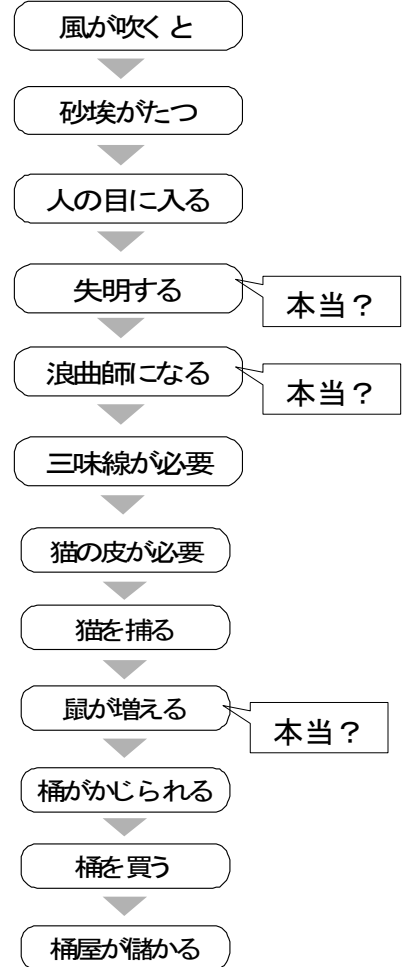 風が吹くと
砂埃がたつ
人の目に入る
失明する
本当？
浪曲師になる
本当？
三味線が必要
猫の皮が必要
猫を捕る
鼠が増える
本当？
桶がかじられる
桶を買う
桶屋が儲かる